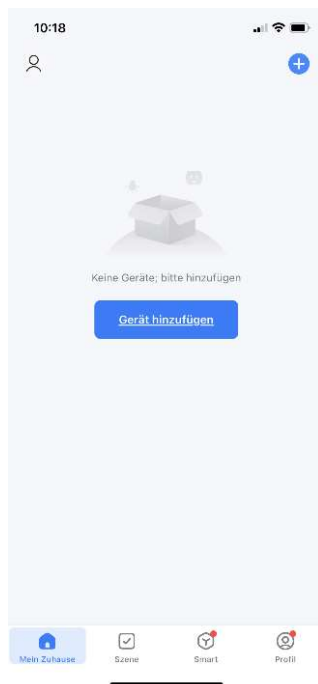 10:18
Keine Geräte; bitte hinzufügen
Gerät hinzufügen
Mein Zuhause
Szene
Smart
Profil